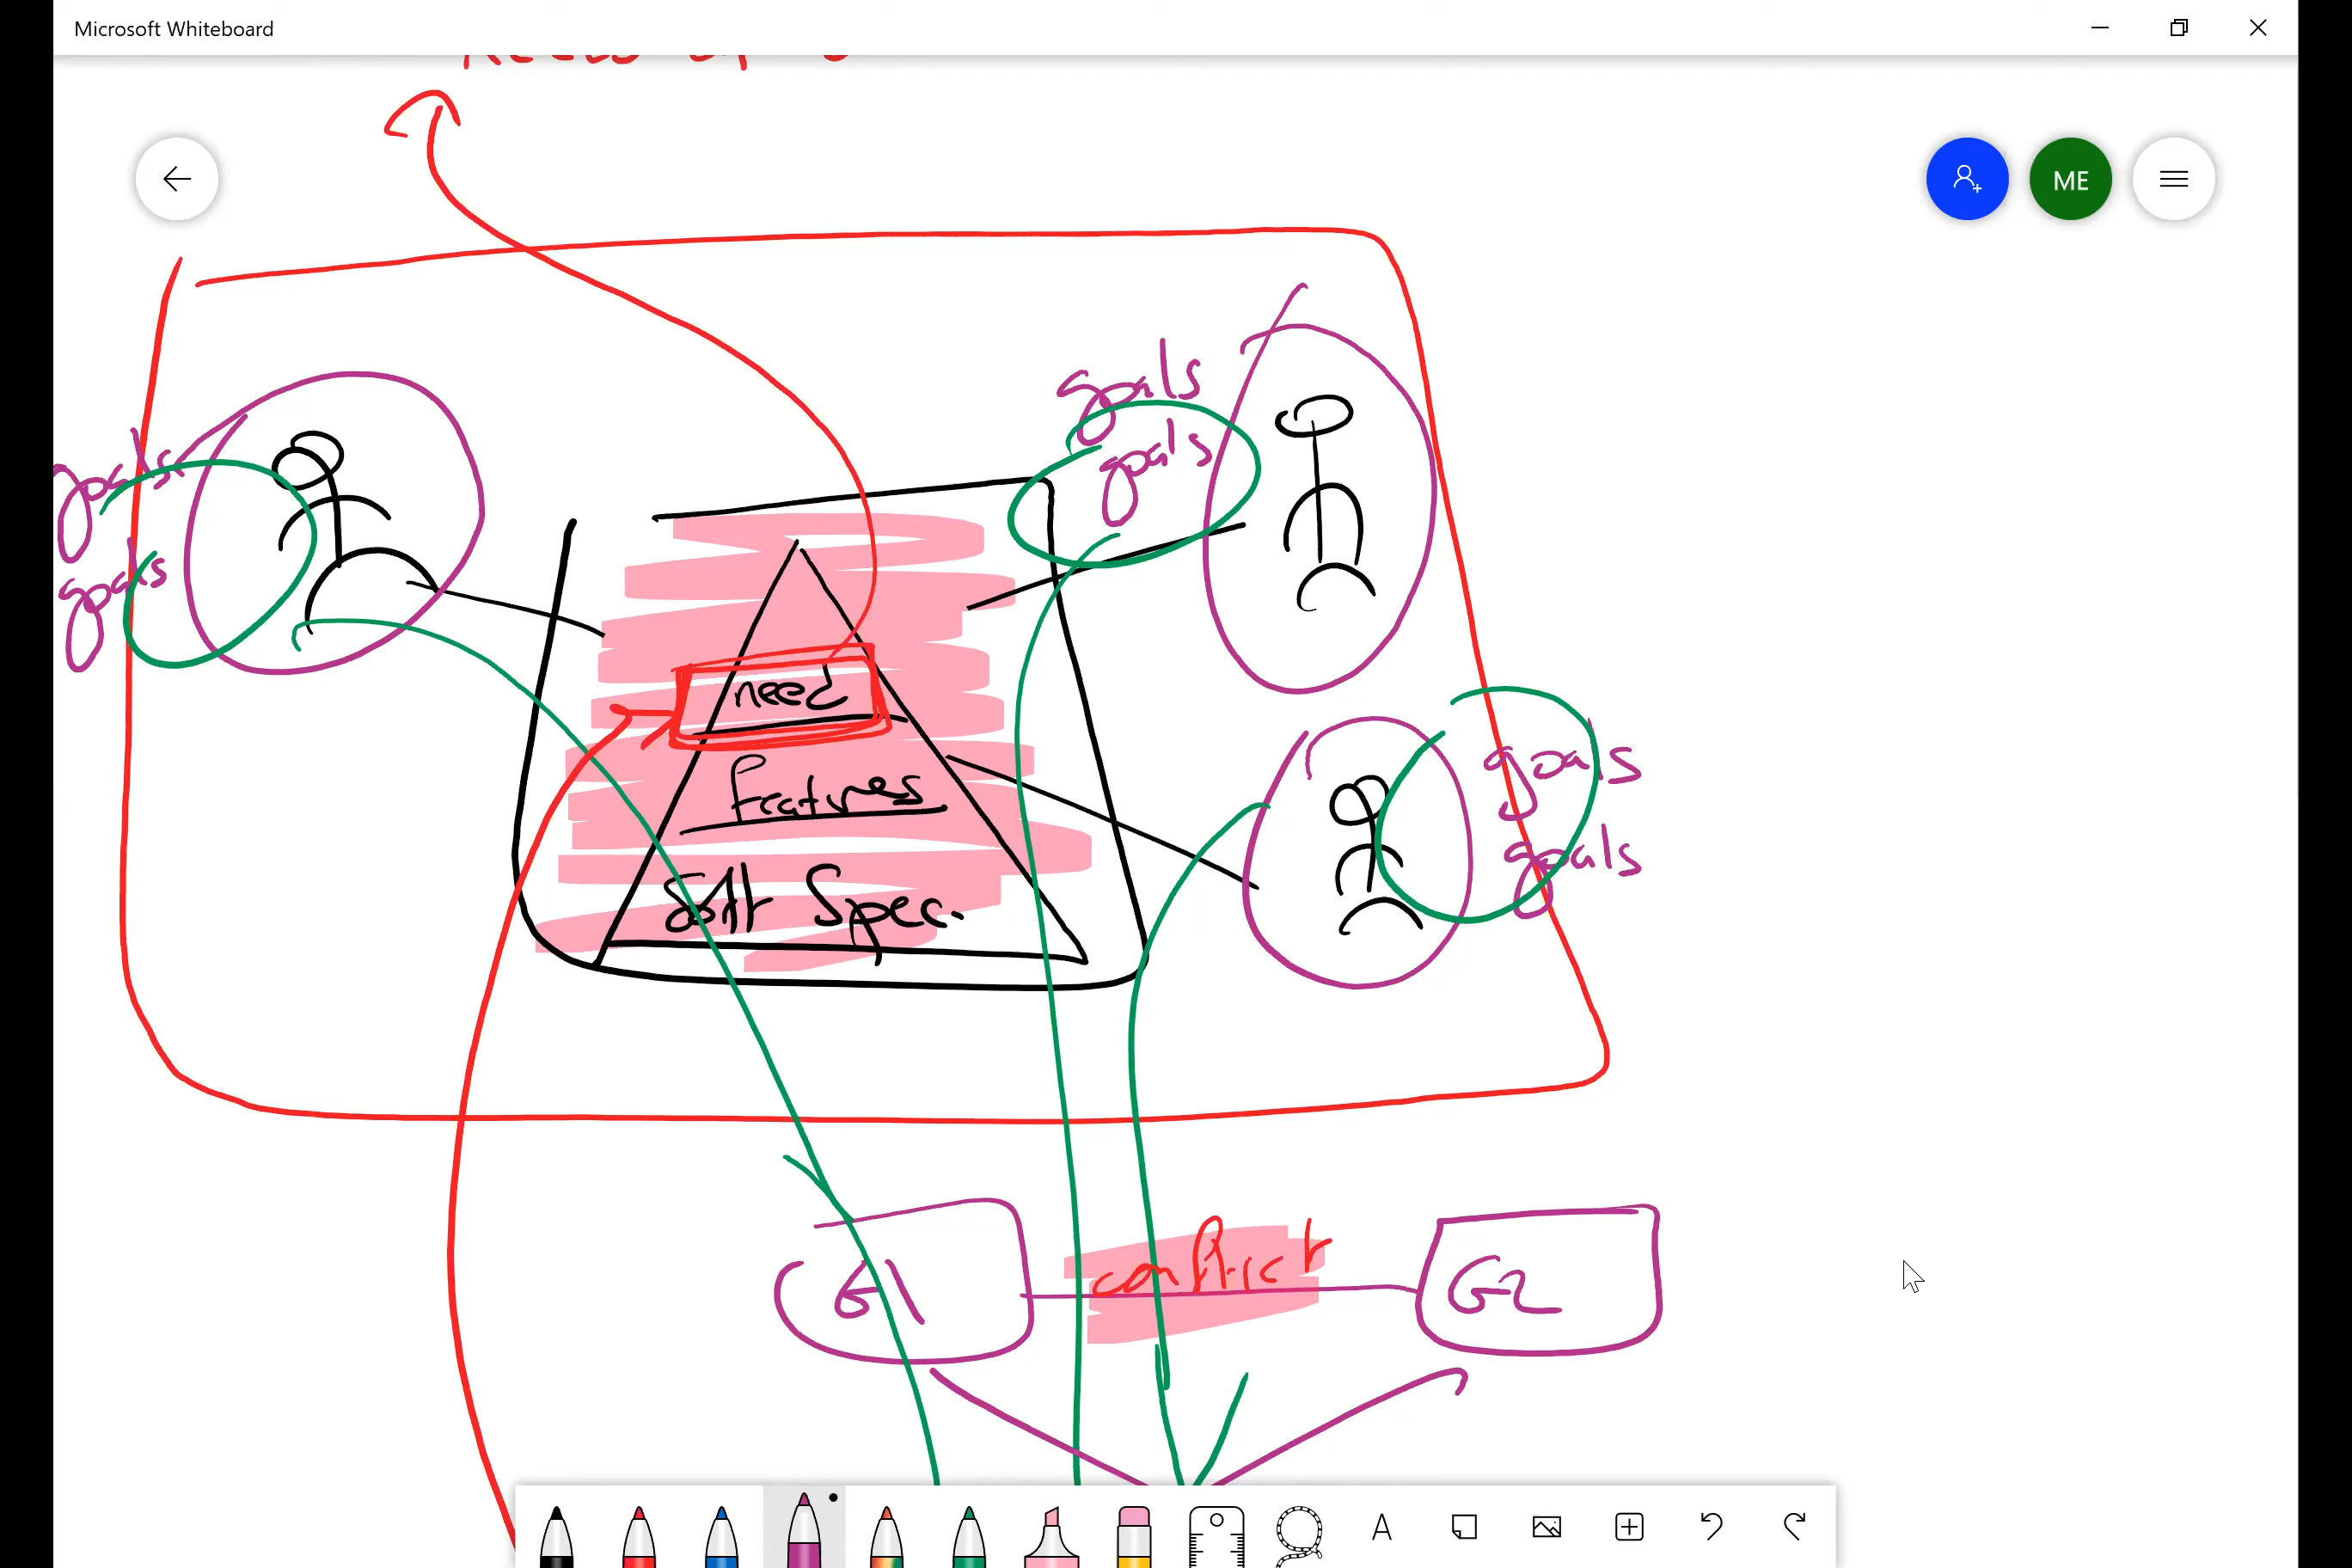 Microsoft Whiteboard
ME
goals
goals
goals
goals
need
Features
goals
goals
Soft Spec.
conflict
G1
G2